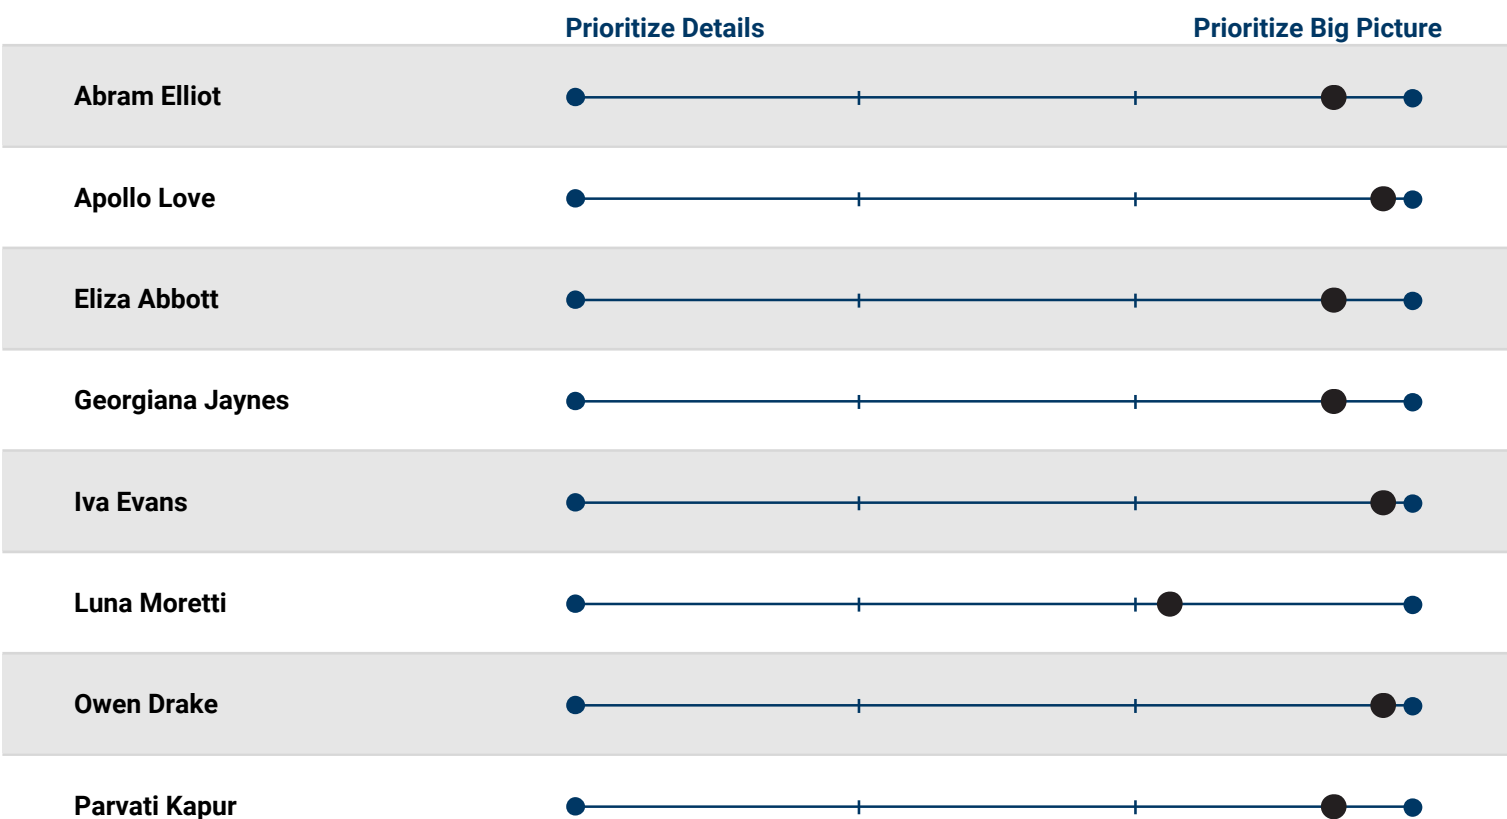 Prioritize Details Prioritize Big Picture
Abram Elliot
Apollo Love
Eliza Abbott
Georgiana Jaynes
Iva Evans
Luna Moretti
Owen Drake
Parvati Kapur